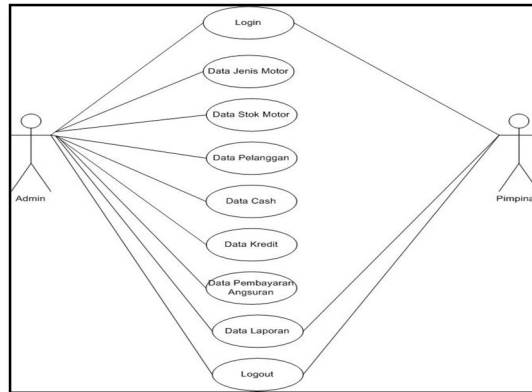 Login
Data Jenis Motor
Data Stok Motor
Data Pelanggan
Admin
Pimpina
Data Cash
Data Kredit
Data Pembayaran
Angsuran
Data Laporan
Logout